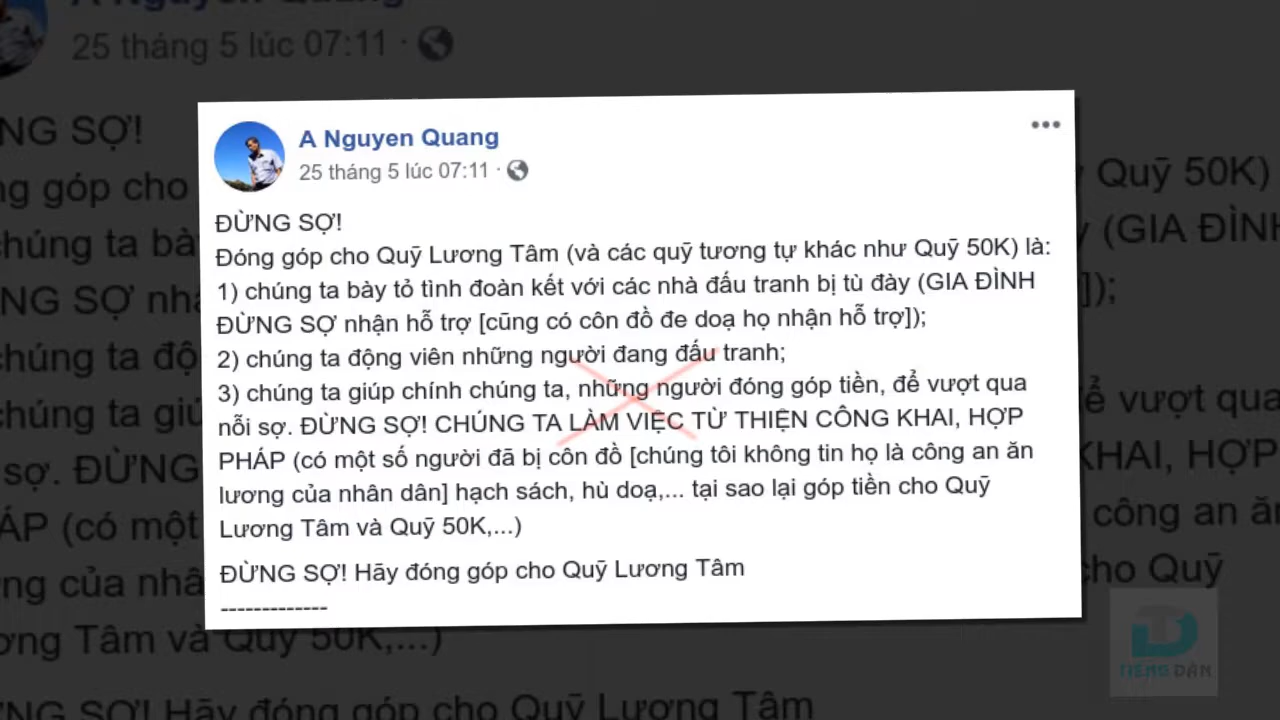 A Nguyen Quang
25 tháng 5 lúc 07:11 ·
ĐỪNG SỢ!
Đóng góp cho Quỹ Lương Tâm (và các quỹ tương tự khác như Quỹ 50K) là:
1) chúng ta bày tỏ tình đoàn kết với các nhà đấu tranh bị tù đày (GIA ĐÌNH
ĐỪNG SỢ nhận hỗ trợ [cũng có côn đồ đe doạ họ nhận hỗ trợ]);
2) chúng ta động viên những người đang đấu tranh;
3) chúng ta giúp chính chúng ta, những người đóng góp tiền, để vượt qua
nỗi sợ. ĐỪNG SỢ! CHÚNG TA LÀM VIỆC TỪ THIỆN CÔNG KHAI, HỢP
PHÁP (có một số người đã bị côn đồ [chúng tôi không tin họ là công an ăn
lương của nhân dân] hạch sách, hù doạ,... tại sao lại góp tiền cho Quỹ
Lương Tâm và Quỹ 50K,...)
ĐỪNG SỢ! Hãy đóng góp cho Quỹ Lương Tâm
-------------
TIENG DÂN